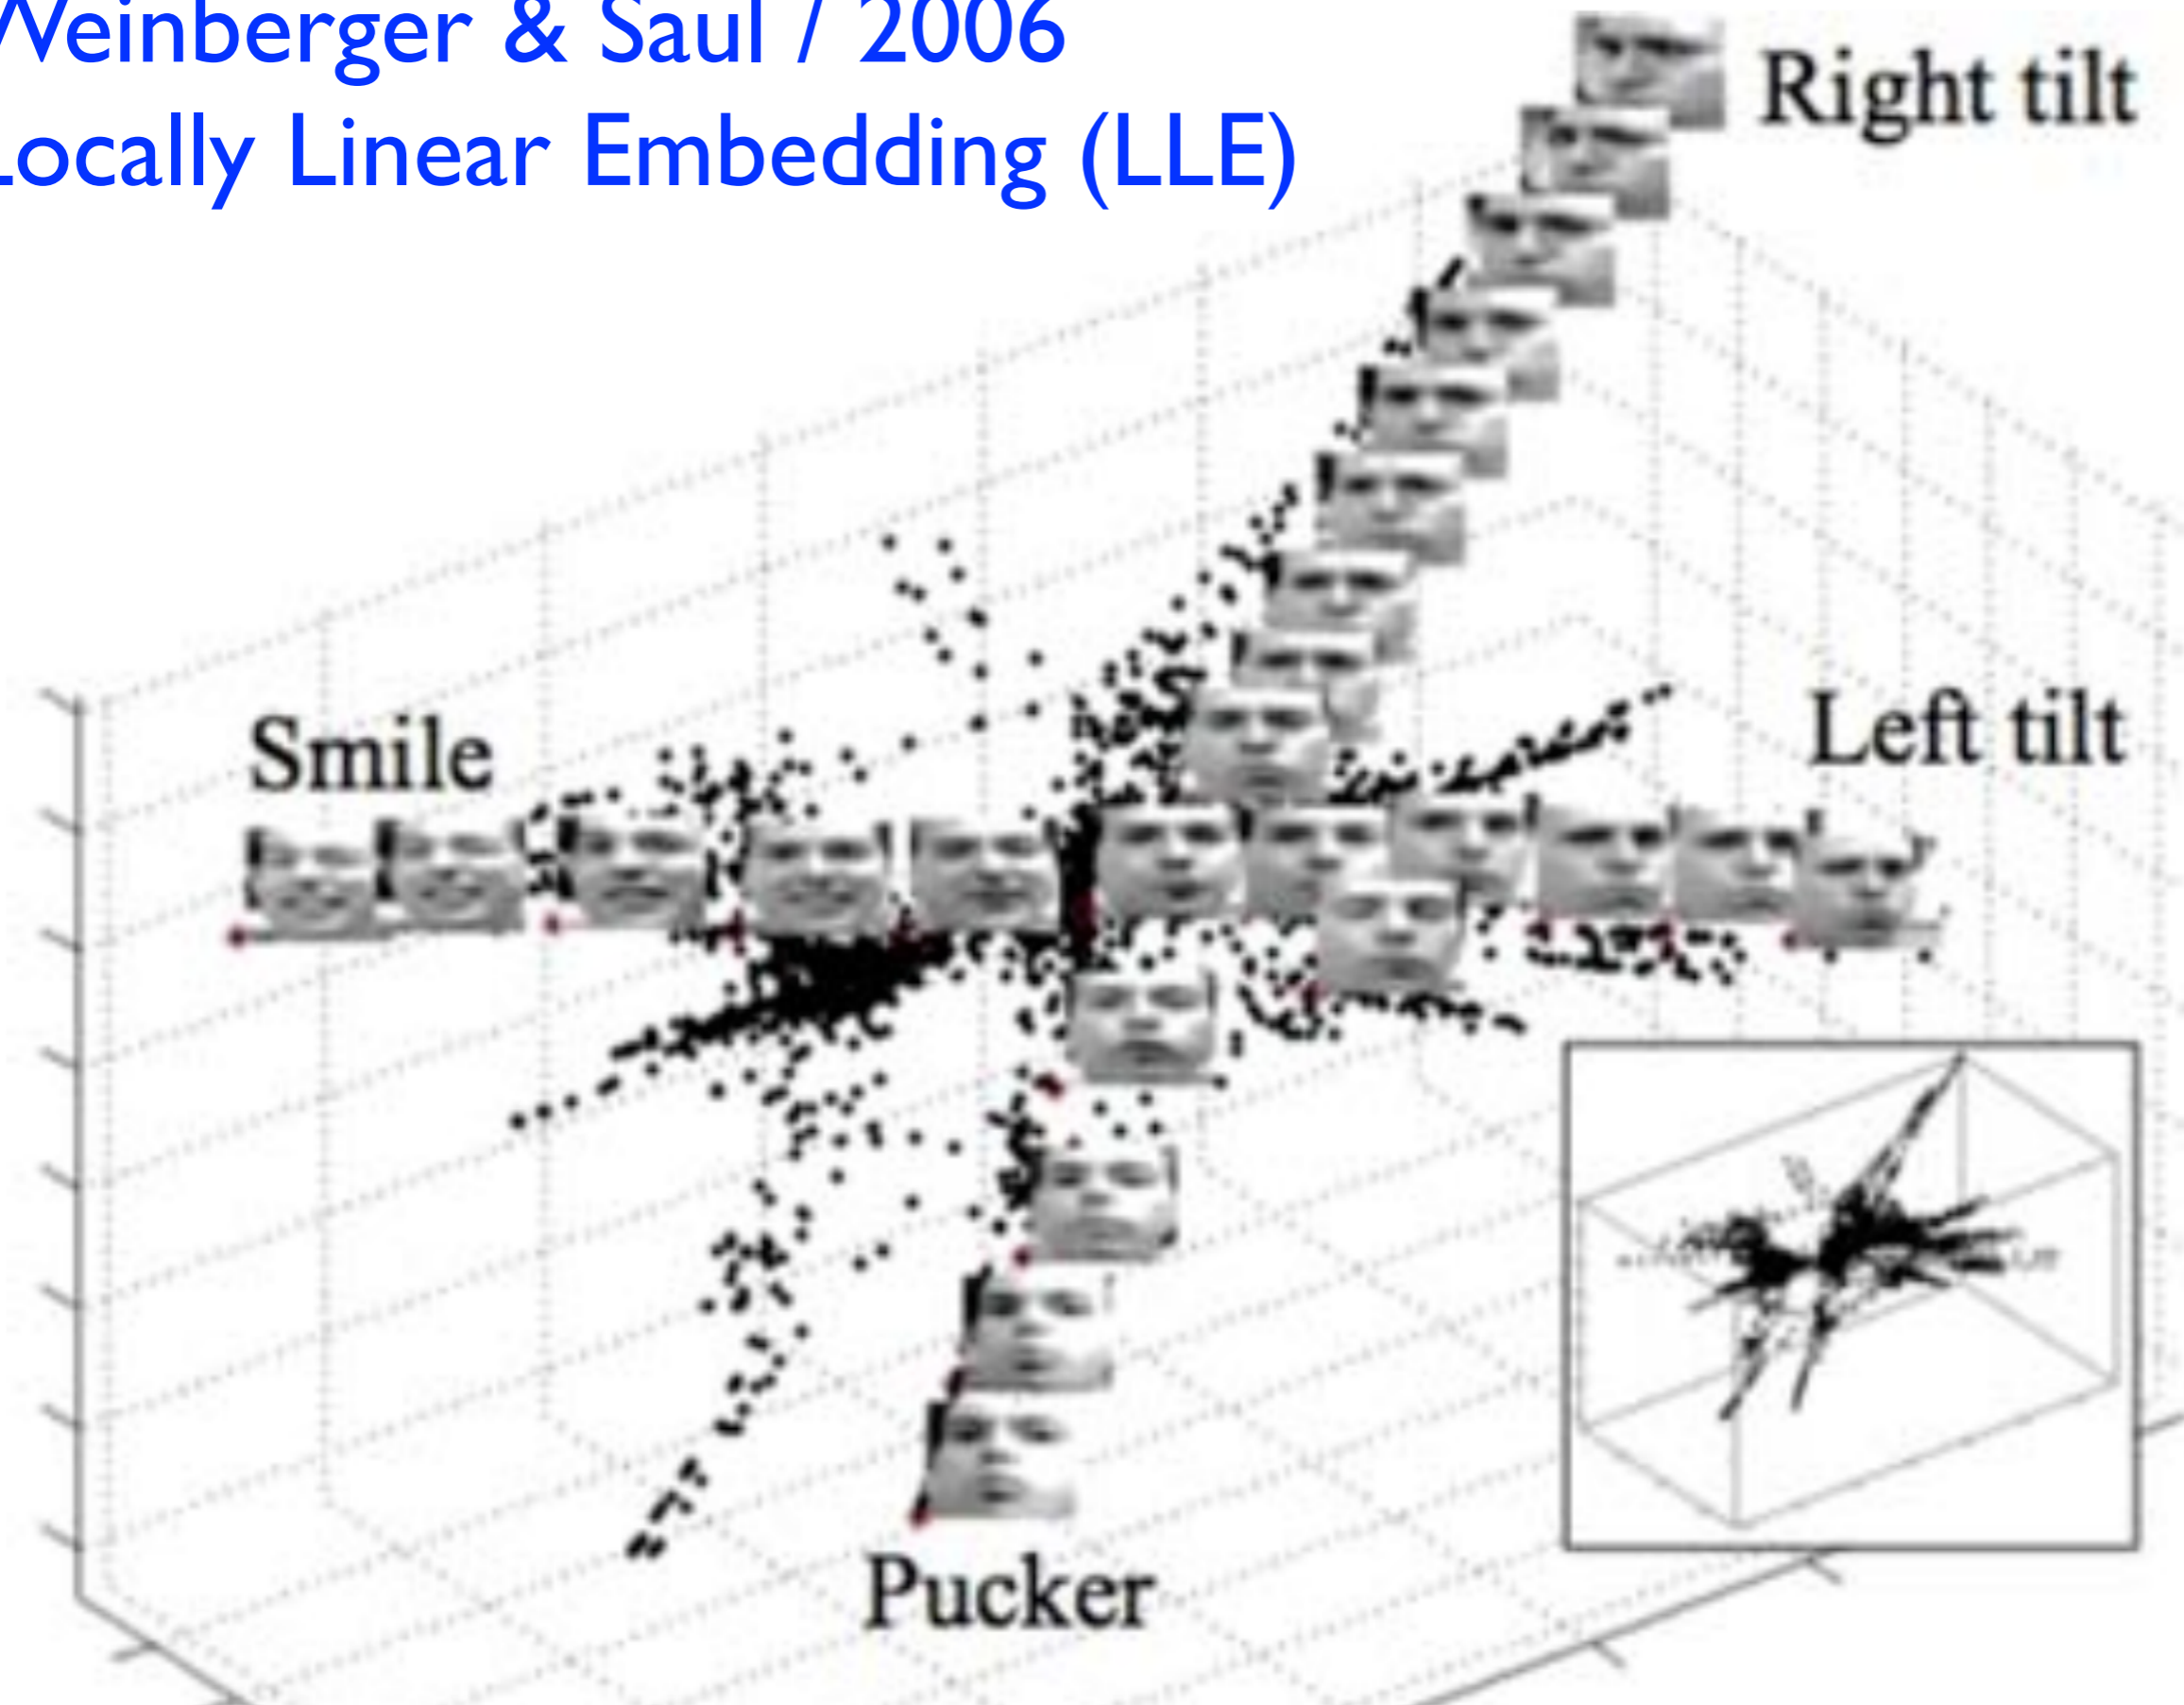 Weinberger & Saul / 2006
Locally Linear Embedding (LLE)
Right tilt
Left tilt
Smile
Pucker